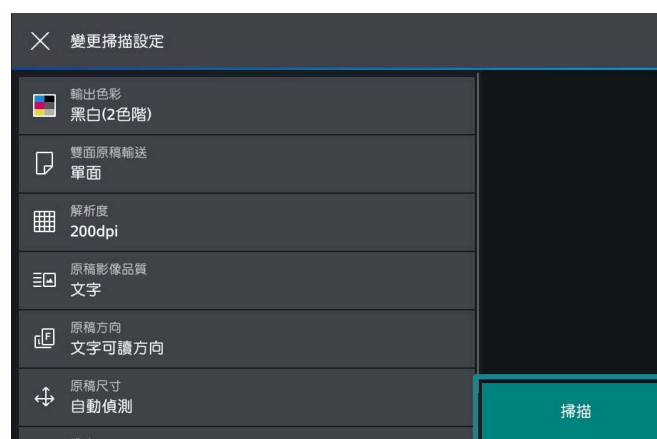 變更掃描設定
輸出色彩
黑白(2色階)
雙面原稿輸送
單面
解析度
200dpi
原稿影像品質
文字
原稿方向
文字可讀方向
原稿尺寸
自動偵測
掃描